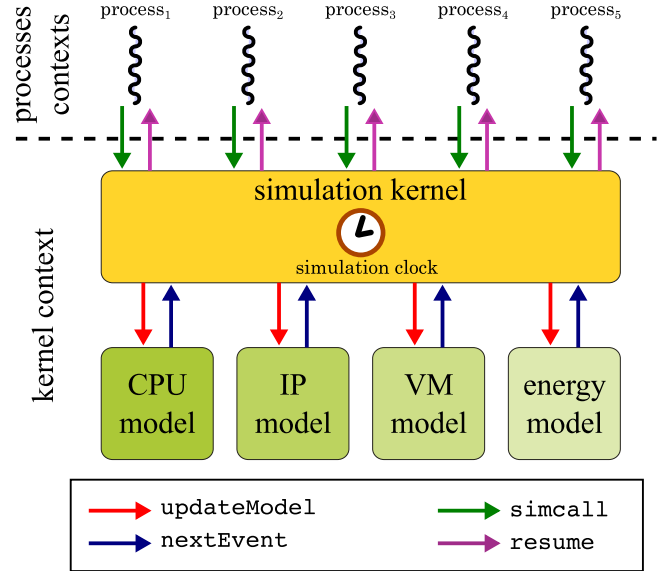 process₁ process₂ process₃ process₄ process₅
processes
contexts
simulation kernel
simulation clock
kernel context
CPU
model
IP
model
VM
model
energy
model
updateModel
nextEvent
simcall
resume